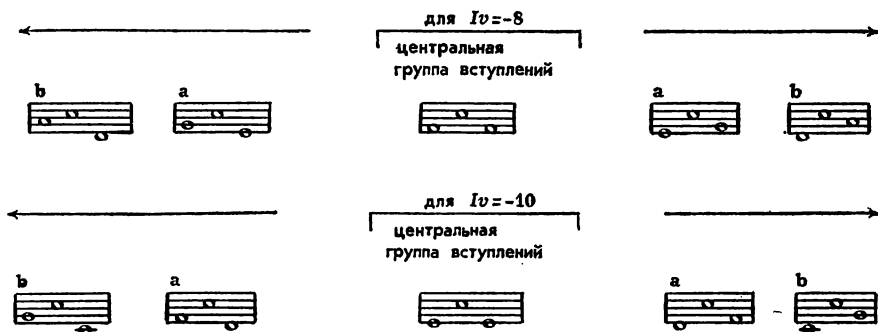 для Iv=-8
центральная
группа вступлений
b a a b
для Iv=-10
центральная
группа вступлений
b a a b